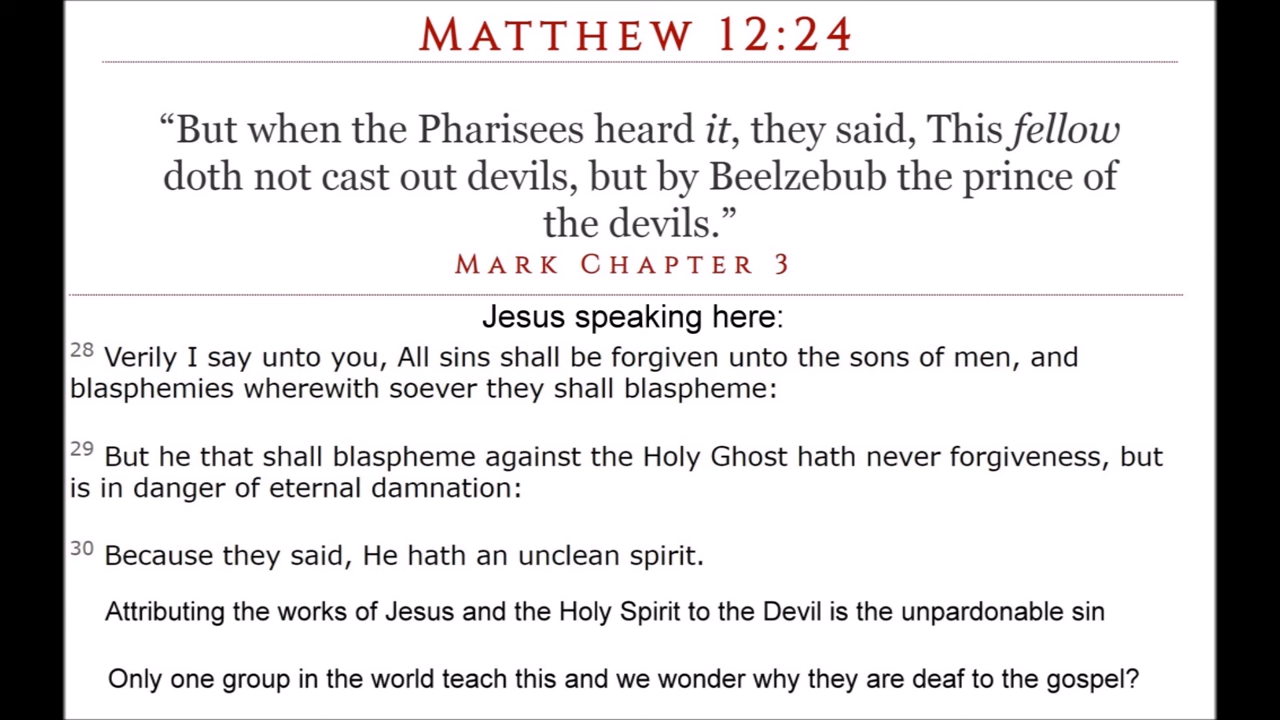 MATTHEW 12:24
“But when the Pharisees heard it, they said, This fellow
doth not cast out devils, but by Beelzebub the prince of
the devils.”
MARK CHAPTER 3
Jesus speaking here:
28 Verily I say unto you, All sins shall be forgiven unto the sons of men, and
blasphemies wherewith soever they shall blaspheme:
29 But he that shall blaspheme against the Holy Ghost hath never forgiveness, but
is in danger of eternal damnation:
30 Because they said, He hath an unclean spirit.
Attributing the works of Jesus and the Holy Spirit to the Devil is the unpardonable sin
Only one group in the world teach this and we wonder why they are deaf to the gospel?